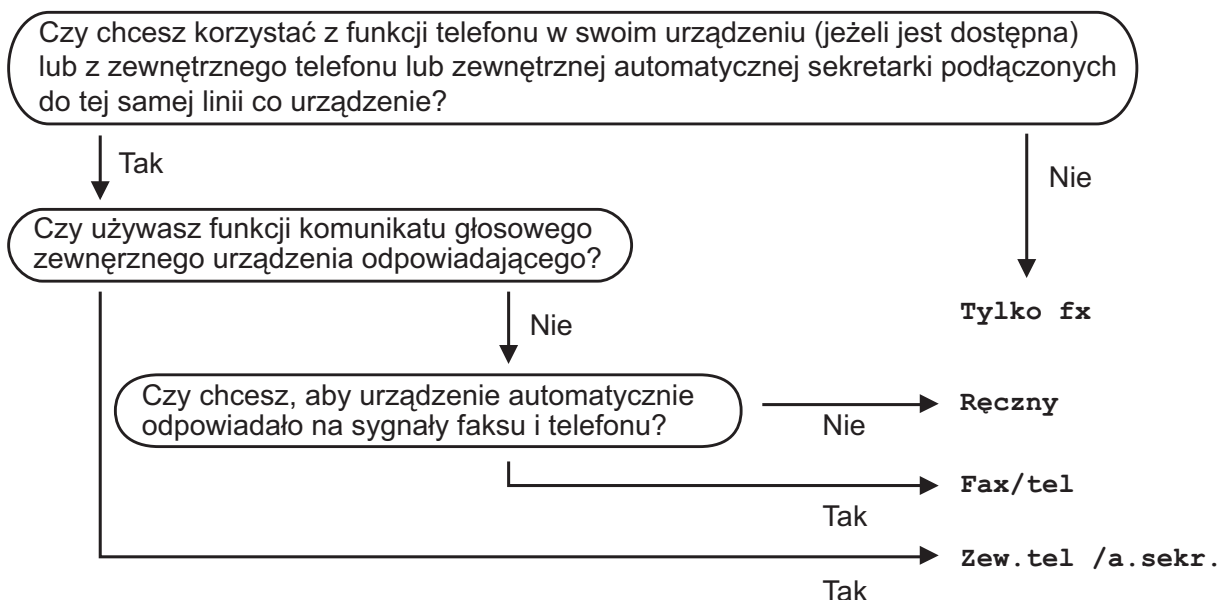 Czy chcesz korzystać z funkcji telefonu w swoim urządzeniu (jeżeli jest dostępna)
lub z zewnętrznego telefonu lub zewnętrznej automatycznej sekretarki podłączonych
do tej samej linii co urządzenie?
Tak
Nie
Czy używasz funkcji komunikatu głosowego
zewnęrznego urządzenia odpowiadającego?
Tylko fx
Nie
Czy chcesz, aby urządzenie automatycznie
odpowiadało na sygnały faksu i telefonu?
Nie
Ręczny
Fax/tel
Tak
Zew.tel /a.sekr.
Tak